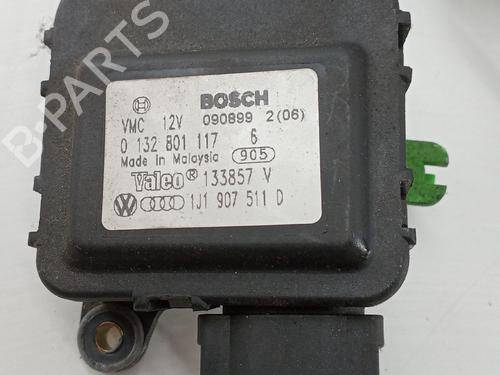 B-PARTS
BOSCH
VMC 12V 090899 2(06)
0 132 801 117 6
Made in Malaysia 905
Valeo® 133857 V
1J1 907 511 D